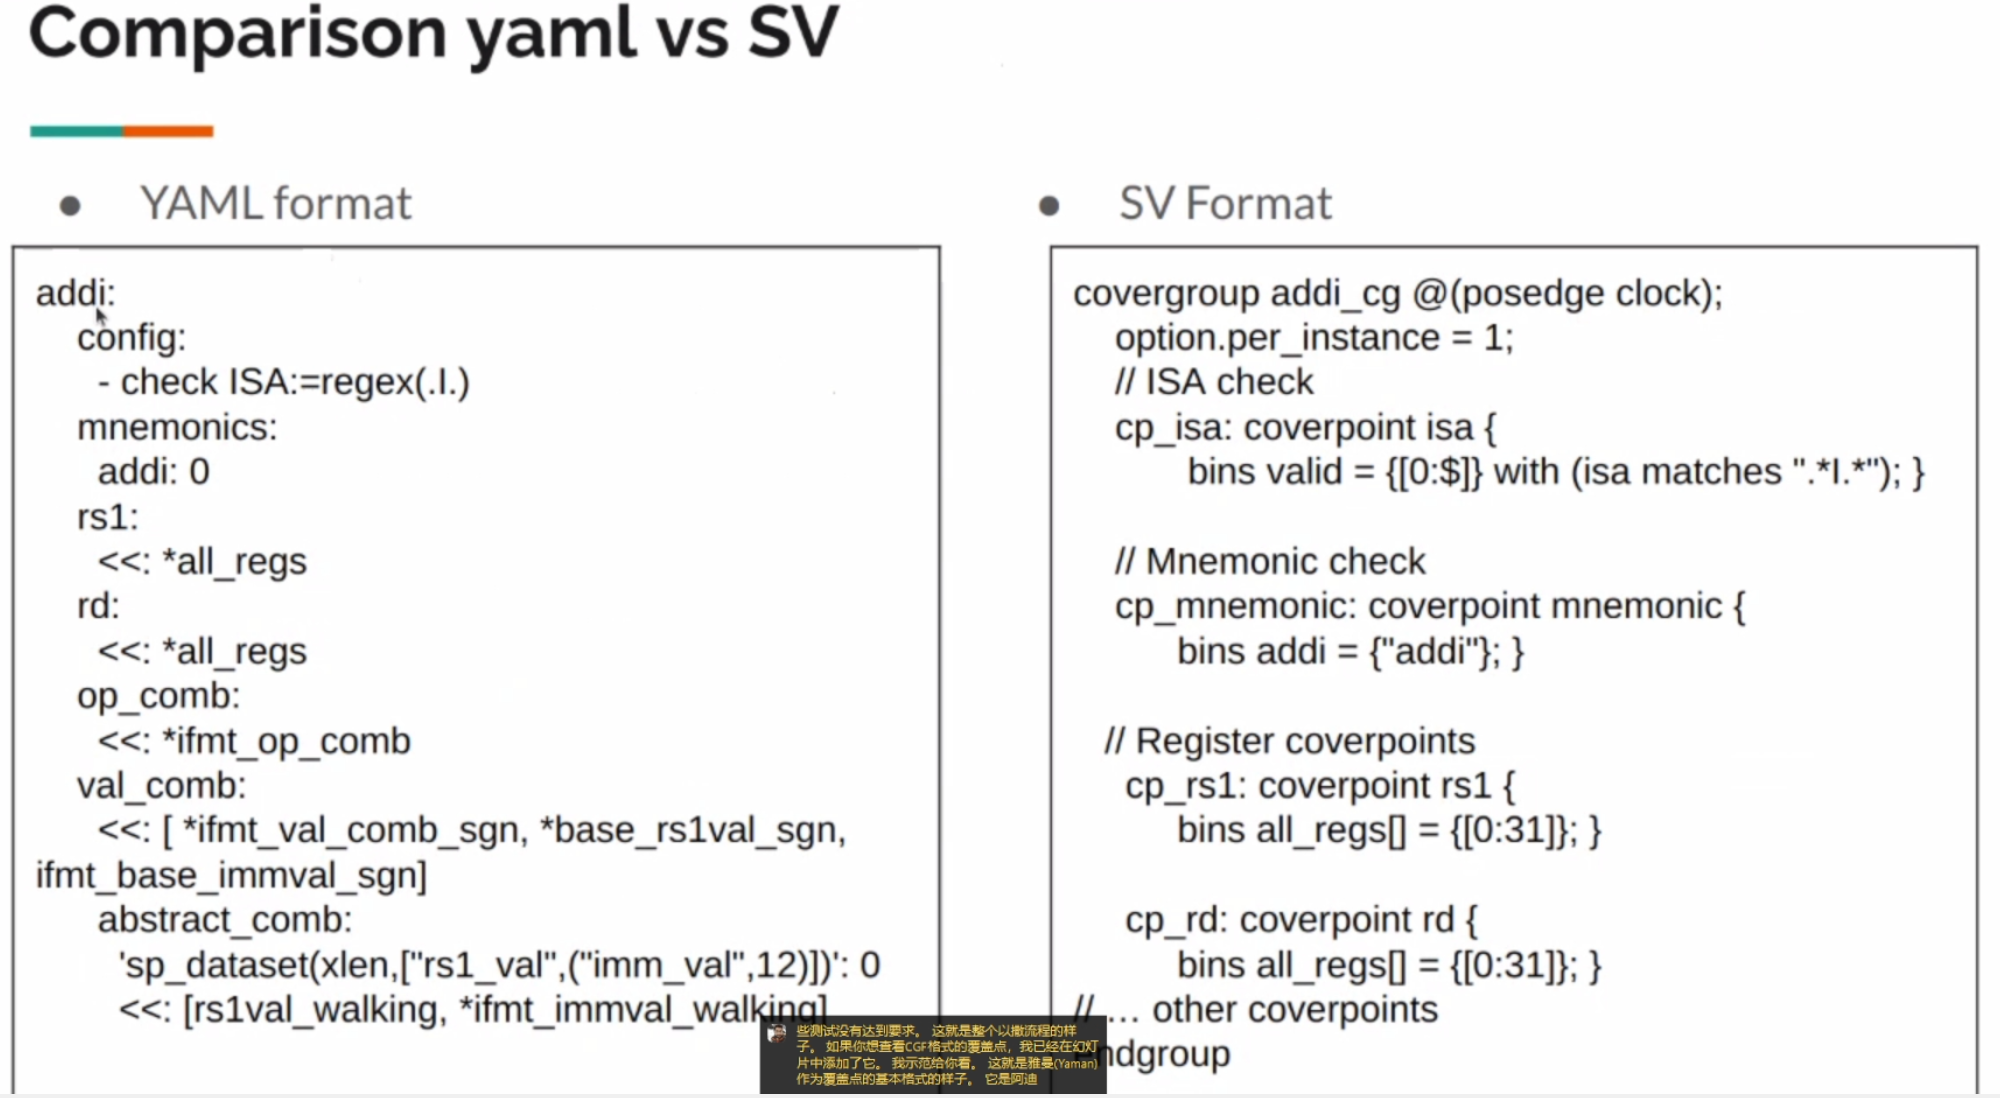 Comparison yaml vs SV
● YAML format
addi:
config:
- check ISA:=regex(.I.)
mnemonics:
addi: 0
rs1:
<<: *all_regs
rd:
<<: *all_regs
op_comb:
<<: *ifmt_op_comb
val_comb:
<<: [ *ifmt_val_comb_sgn, *base_rs1val_sgn,
ifmt_base_immval_sgn]
abstract_comb:
'sp_dataset(xlen,["rs1_val",("imm_val",12)])': 0
<<: [rs1val_walking, *ifmt_immval_walking]
● SV Format
covergroup addi_cg @(posedge clock);
option.per_instance = 1;
// ISA check
cp_isa: coverpoint isa {
bins valid = {[0:$]} with (isa matches ".*I.*"); }
// Mnemonic check
cp_mnemonic: coverpoint mnemonic {
bins addi = {"addi"}; }
// Register coverpoints
cp_rs1: coverpoint rs1 {
bins all_regs[] = {[0:31]}; }
cp_rd: coverpoint rd {
bins all_regs[] = {[0:31]}; }
// … other coverpoints
endgroup
些测试没有达到要求。 这就是整个以撒流程的样
子。 如果你想查看CGF格式的覆盖点，我已经在幻灯
片中添加了它。 我示范给你看。 这就是雅曼(Yaman)
作为覆盖点的基本格式的样子。 它是阿迪